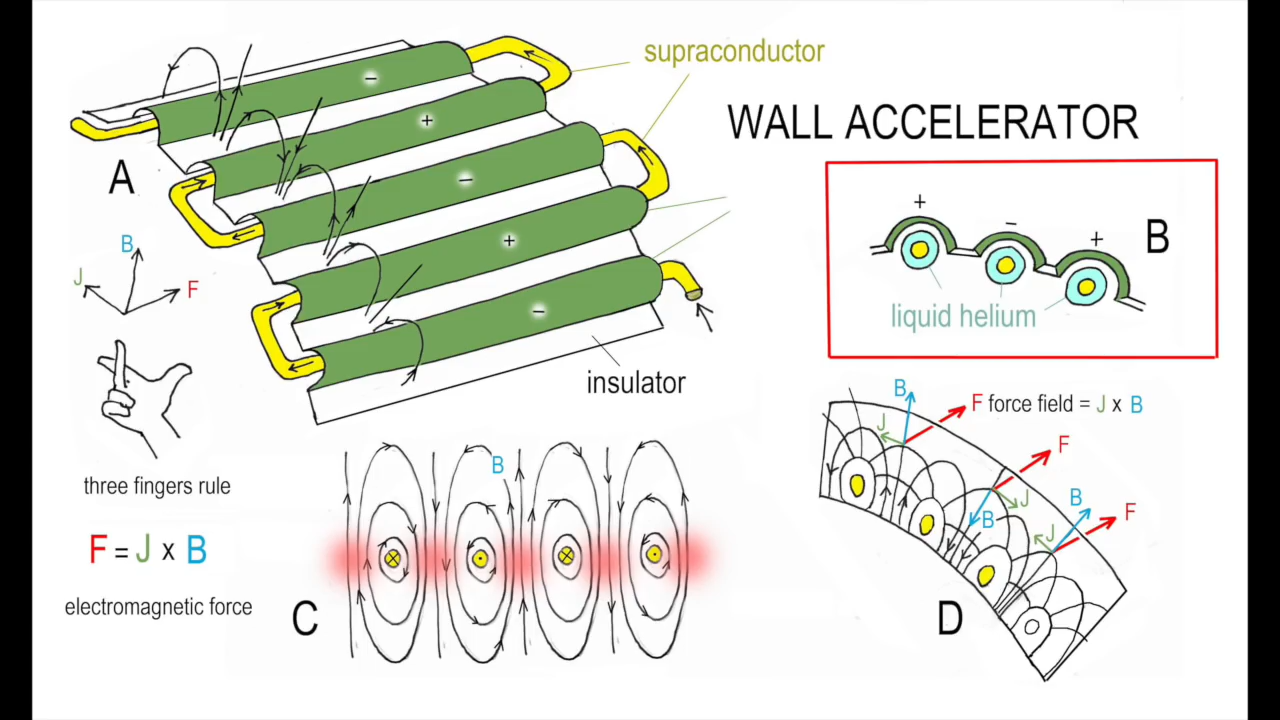 supraconductor
WALL ACCELERATOR
−
+
−
+
−
A
B
J
F
insulator
three fingers rule
F = J x B
electromagnetic force
B
C
+
−
+
B
liquid helium
B
F force field = J x B
J
F
J
B
B
J
F
D